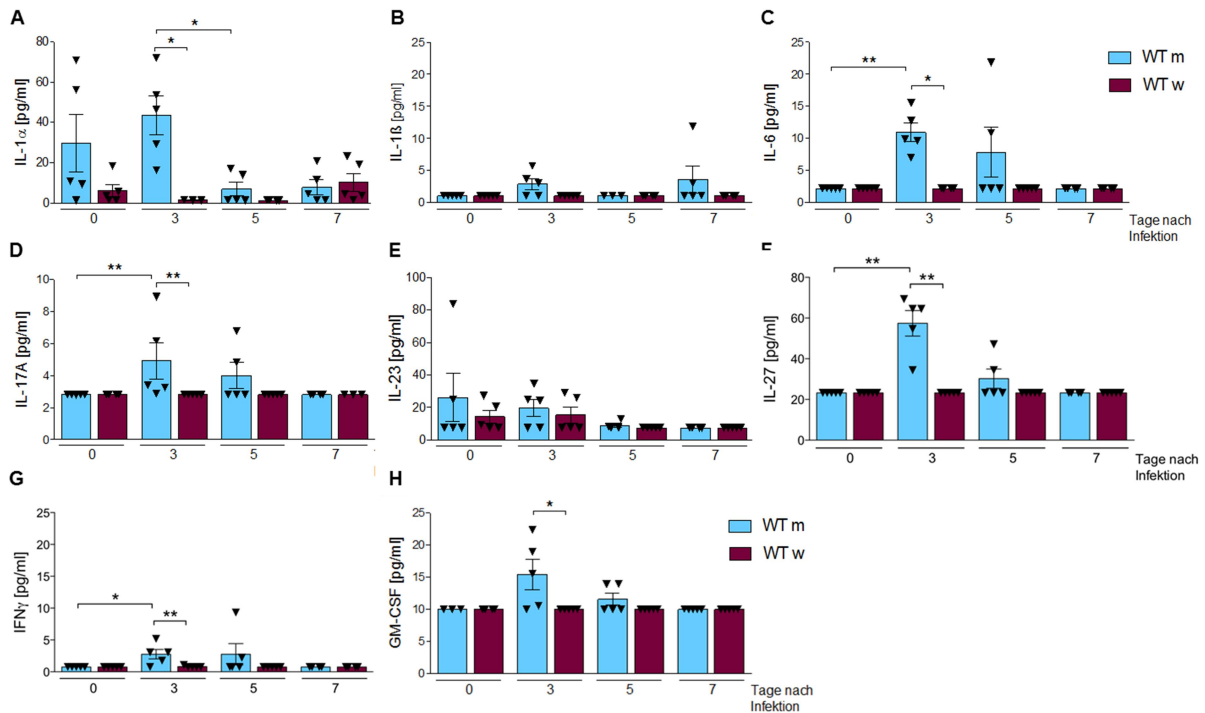 A
IL-1α [pg/ml]
80
60
40
20
0
*
*
0 3 5 7
B
IL-1ß [pg/ml]
25
20
15
10
5
0
0 3 5 7
C
IL-6 [pg/ml]
25
20
15
10
5
0
**
*
0 3 5 7
Tage nach
Infektion
WT m
WT w
D
IL-17A [pg/ml]
10
8
6
4
2
0
**
**
0 3 5 7
E
IL-23 [pg/ml]
100
80
60
40
20
0
0 3 5 7
IL-27 [pg/ml]
80
60
40
20
0
**
**
0 3 5 7
Tage nach
Infektion
G
IFNγ [pg/ml]
25
20
15
10
5
0
*
**
0 3 5 7
H
GM-CSF [pg/ml]
25
20
15
10
5
0
*
0 3 5 7
Tage nach
Infektion
WT m
WT w